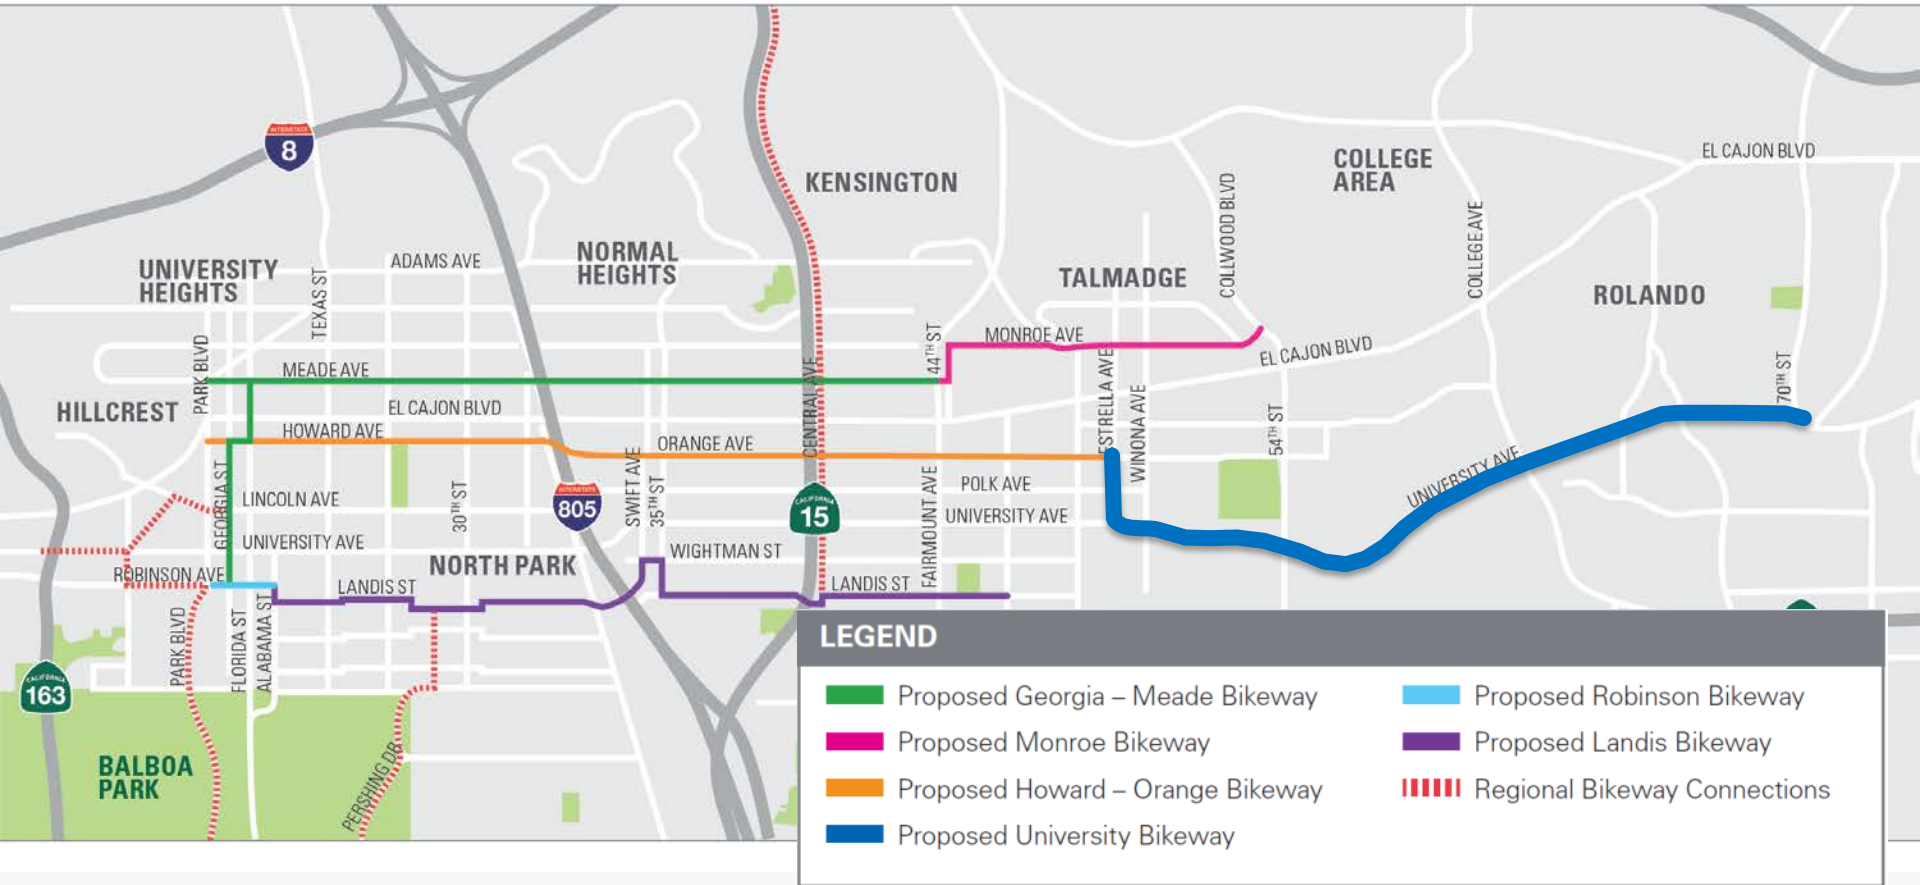 INTERSTATE
8
KENSINGTON
COLLEGE
AREA
EL CAJON BLVD
COLLWOOD BLVD
COLLEGE AVE
UNIVERSITY
HEIGHTS
TEXAS ST
ADAMS AVE
NORMAL
HEIGHTS
TALMADGE
ROLANDO
PARK BLVD
MEADE AVE
44TH ST
MONROE AVE
EL CAJON BLVD
70TH ST
HILLCREST
EL CAJON BLVD
HOWARD AVE
ORANGE AVE
CENTRAL AVE
ESTRELLA AVE
WINONA AVE
54TH ST
UNIVERSITY AVE
GEORGIA ST
LINCOLN AVE
30TH ST
INTERSTATE
805
SWIFT AVE
35TH ST
CALIFORNIA
15
FAIRMOUNT AVE
POLK AVE
UNIVERSITY AVE
UNIVERSITY AVE
NORTH PARK
WIGHTMAN ST
ROBINSON AVE
LANDIS ST
LANDIS ST
PARK BLVD
FLORIDA ST
ALABAMA ST
CALIFORNIA
163
BALBOA
PARK
PERSHING DR
LEGEND
Proposed Georgia – Meade Bikeway
Proposed Monroe Bikeway
Proposed Howard – Orange Bikeway
Proposed University Bikeway
Proposed Robinson Bikeway
Proposed Landis Bikeway
Regional Bikeway Connections